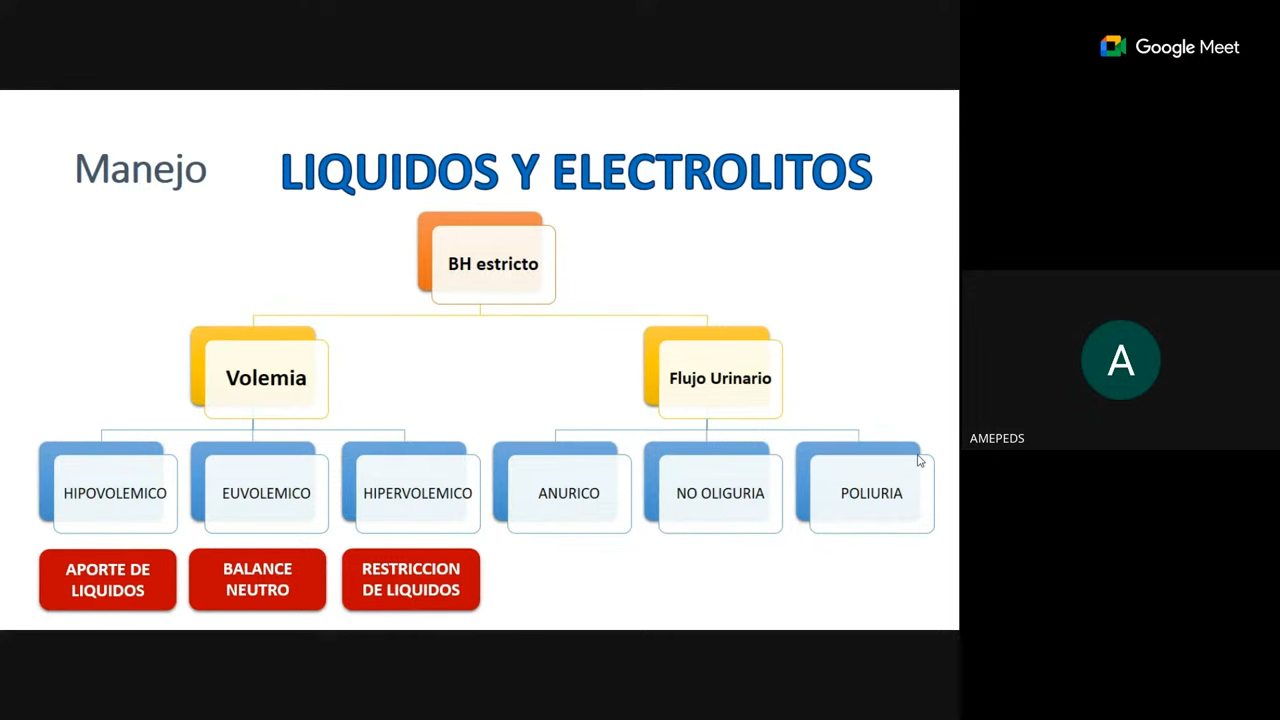 Google Meet
Manejo
LIQUIDOS Y ELECTROLITOS
BH estricto
Volemia
Flujo Urinario
HIPOVOLEMICO
EUVOLEMICO
HIPERVOLEMICO
ANURICO
NO OLIGURIA
POLIURIA
APORTE DE
LIQUIDOS
BALANCE
NEUTRO
RESTRICCION
DE LIQUIDOS
A
AMEPEDS